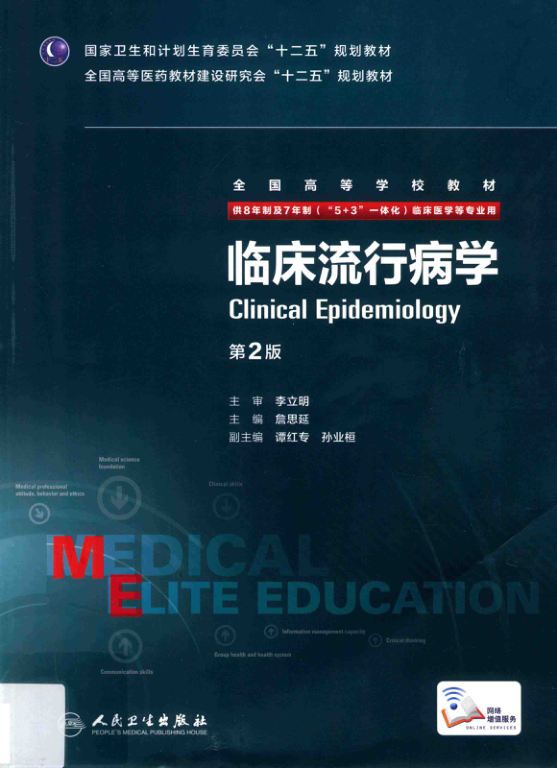 国家卫生和计划生育委员会“十二五”规划教材
全国高等医药教材建设研究会“十二五”规划教材
全国高等学校教材
供8年制及7年制（“5+3”一体化）临床医学等专业用
临床流行病学
Clinical Epidemiology
第2版
主 审 李立明
主 编 詹思延
副主编 谭红专 孙业桓
Medical science
foundation
Medical professional
attitude, behavior and ethics
Clinical skills
MEDICAL
ELITE EDUCATION
Information management capacity
Critical thinking
Group health and health system
Communication skills
人民卫生出版社
PEOPLE'S MEDICAL PUBLISHING HOUSE
网络
增值服务
ONLINE SERVICES